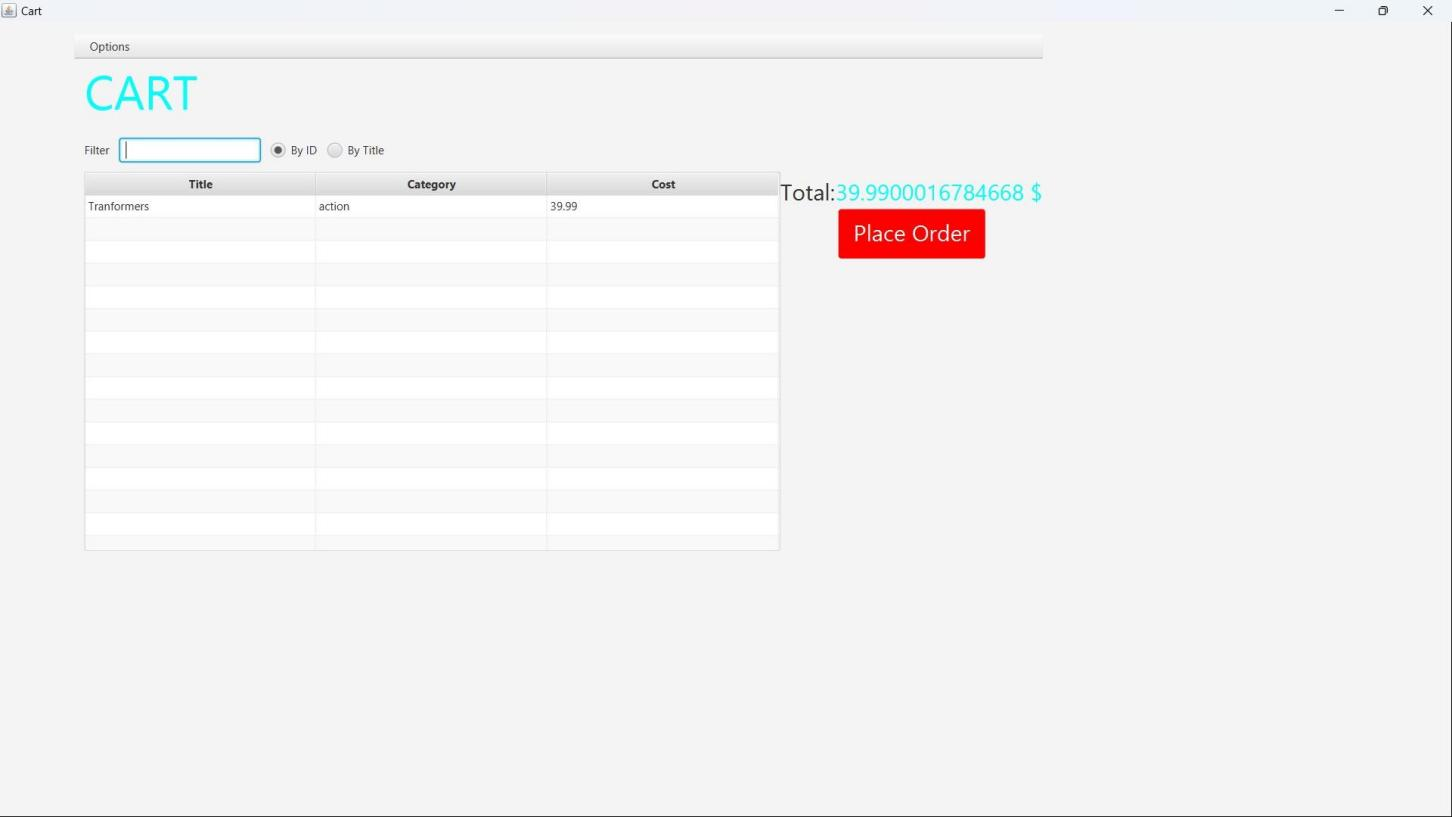 Cart
Options
CART
Filter By ID By Title
Title Category Cost
Tranformers action 39.99
Total:39.9900016784668 $
Place Order